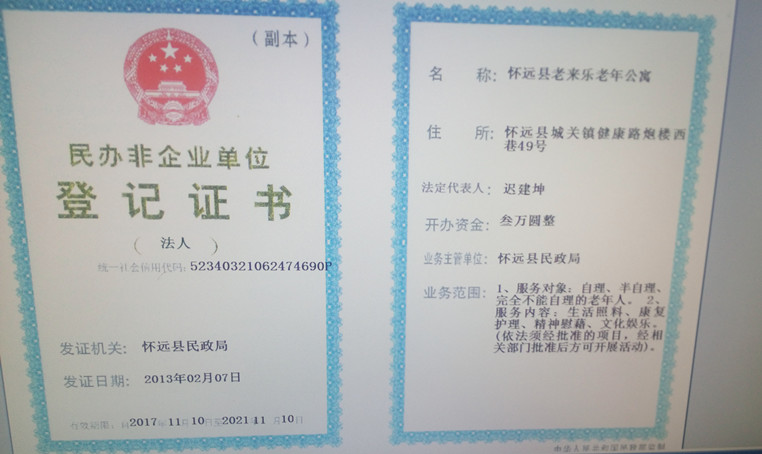 （副本）
民办非企业单位
登记证书
（ 法人 ）
统一社会信用代码：52340321062474690P
发证机关： 怀远县民政局
发证日期： 2013年02月07日
有效期限：自2017年11月10日至2021年11月10日
名 称：怀远县老来乐老年公寓
住 所：怀远县城关镇健康路炮楼西
巷49号
法定代表人： 迟建坤
开办资金： 叁万圆整
业务主管单位： 怀远县民政局
业务范围： 1、服务对象：自理、半自理、
完全不能自理的老年人。 2、
服务内容：生活照料、康复
护理、精神慰藉、文化娱乐。
(依法须经批准的项目，经相
关部门批准后方可开展活动)。